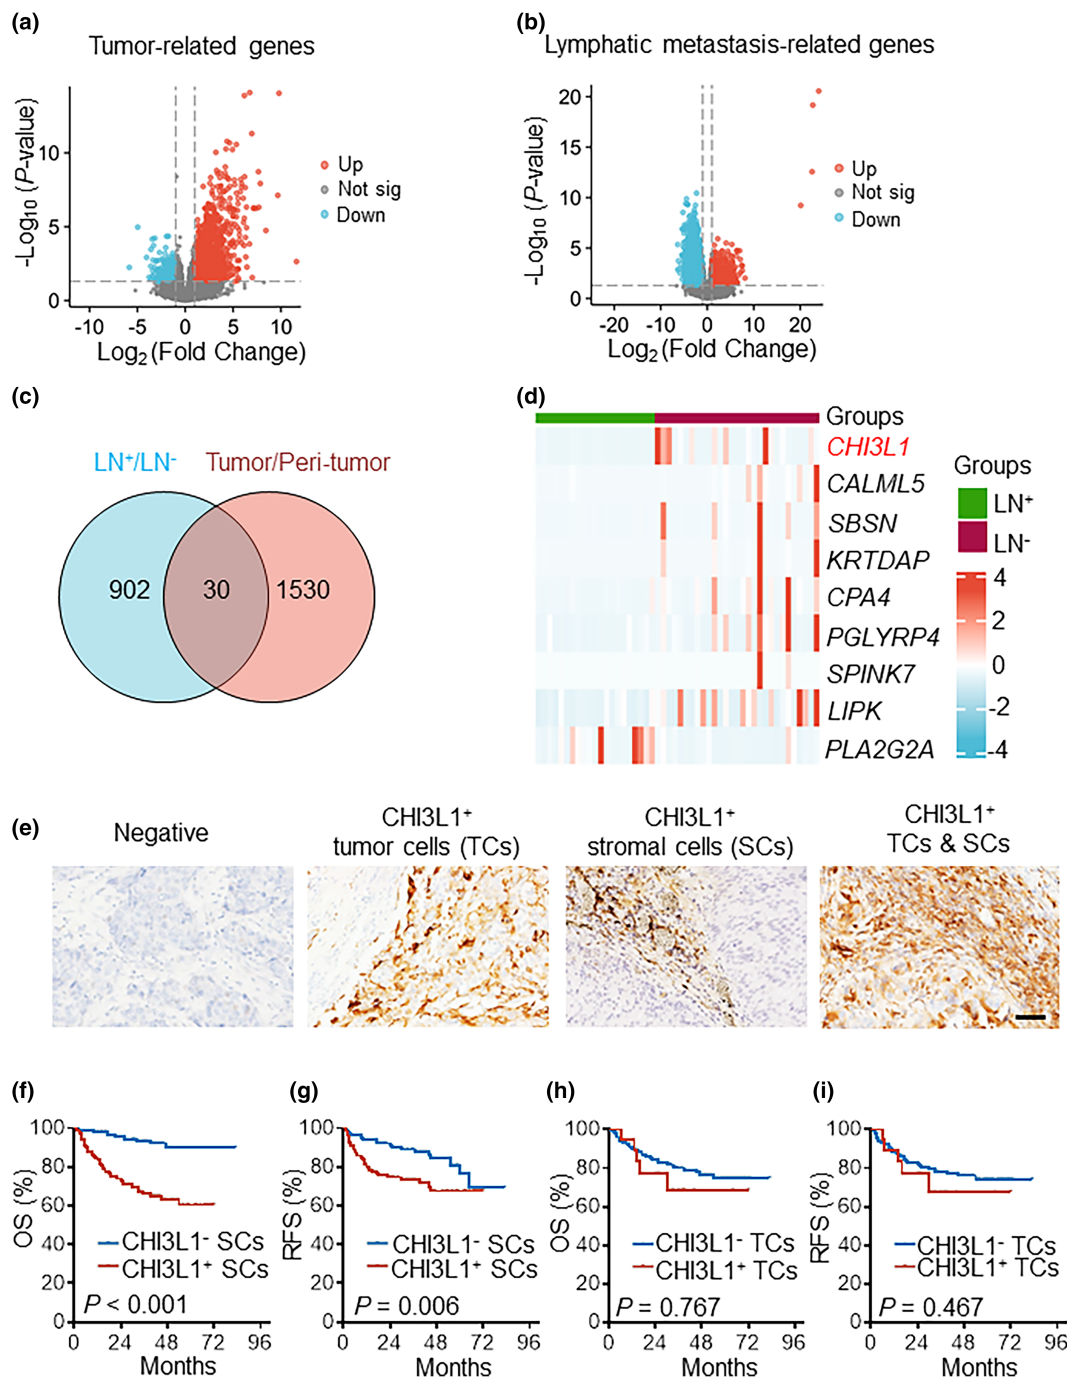 (a)
Tumor-related genes
-Log10 (P-value)
10
5
0
-10 -5 0 5 10
Log2 (Fold Change)
Up
Not sig
Down
(b)
Lymphatic metastasis-related genes
-Log10 (P-value)
20
15
10
5
0
-20 -10 0 10 20
Log2 (Fold Change)
Up
Not sig
Down
(c)
LN+/LN- Tumor/Peri-tumor
902 30 1530
(d)
Groups
CHI3L1
CALML5
SBSN
KRTDAP
CPA4
PGLYRP4
SPINK7
LIPK
PLA2G2A
Groups
LN+
LN-
4
2
0
-2
-4
(e)
Negative
CHI3L1+
tumor cells (TCs)
CHI3L1+
stromal cells (SCs)
CHI3L1+
TCs & SCs
(f)
OS (%)
100
80
60
40
20
0
CHI3L1- SCs
CHI3L1+ SCs
P < 0.001
0 24 48 72 96
Months
(g)
RFS (%)
100
80
60
40
20
0
CHI3L1- SCs
CHI3L1+ SCs
P = 0.006
0 24 48 72 96
Months
(h)
OS (%)
100
80
60
40
20
0
CHI3L1- TCs
CHI3L1+ TCs
P = 0.767
0 24 48 72 96
Months
(i)
RFS (%)
100
80
60
40
20
0
CHI3L1- TCs
CHI3L1+ TCs
P = 0.467
0 24 48 72 96
Months